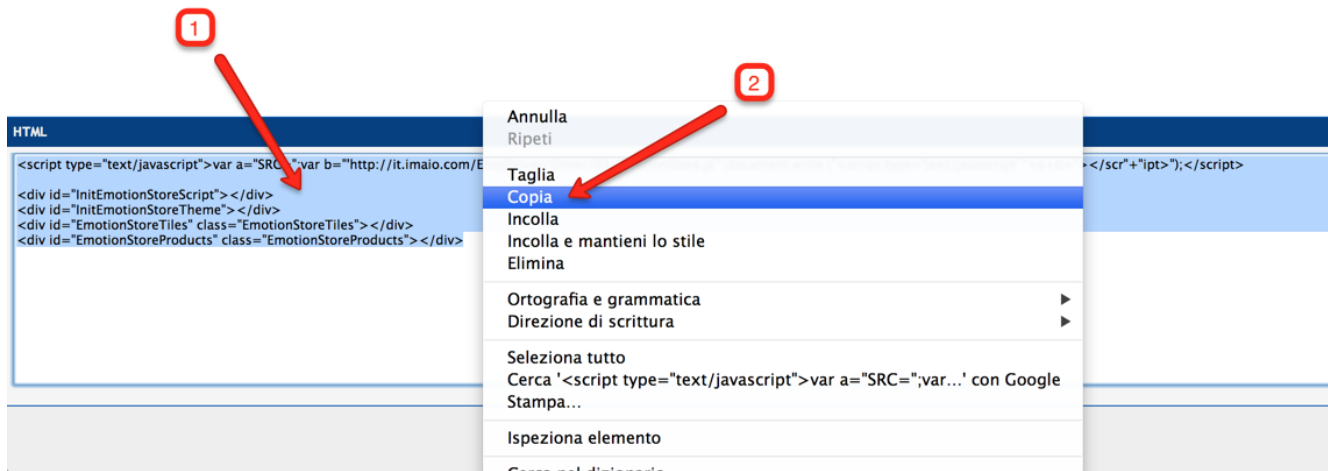 1
2
HTML
<script type="text/javascript">var a="SRC=";var b="'http://it.imaio.com/E
></scr"+"ipt>");</script>
<div id="InitEmotionStoreScript"></div>
<div id="InitEmotionStoreTheme"></div>
<div id="EmotionStoreTiles" class="EmotionStoreTiles"></div>
<div id="EmotionStoreProducts" class="EmotionStoreProducts"></div>
Annulla
Ripeti
Taglia
Copia
Incolla
Incolla e mantieni lo stile
Elimina
Ortografia e grammatica
Direzione di scrittura
Seleziona tutto
Cerca '<script type="text/javascript">var a="SRC=";var...' con Google
Stampa...
Ispeziona elemento